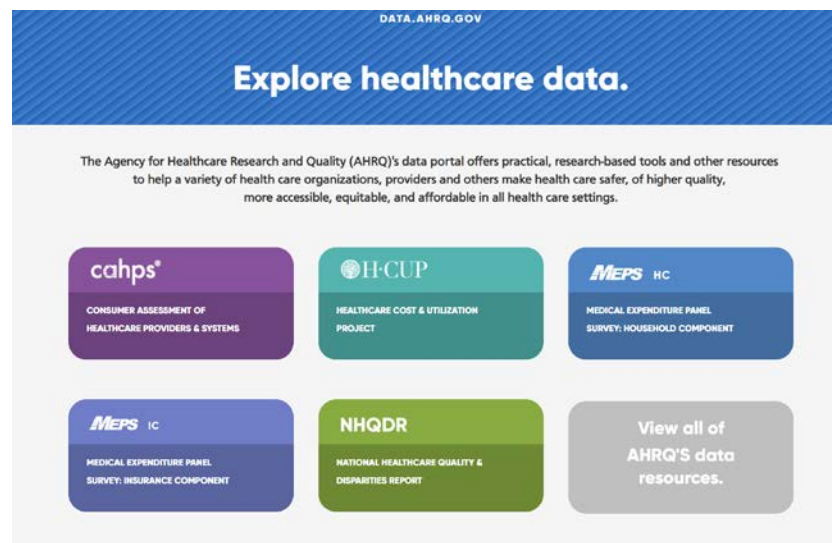 DATA.AHRQ.GOV
Explore healthcare data.
The Agency for Healthcare Research and Quality (AHRQ)'s data portal offers practical, research-based tools and other resources
to help a variety of health care organizations, providers and others make health care safer, of higher quality,
more accessible, equitable, and affordable in all health care settings.
cahps®
CONSUMER ASSESSMENT OF
HEALTHCARE PROVIDERS & SYSTEMS
H·CUP
HEALTHCARE COST & UTILIZATION
PROJECT
MEPS HC
MEDICAL EXPENDITURE PANEL
SURVEY: HOUSEHOLD COMPONENT
MEPS IC
MEDICAL EXPENDITURE PANEL
SURVEY: INSURANCE COMPONENT
NHQDR
NATIONAL HEALTHCARE QUALITY &
DISPARITIES REPORT
View all of
AHRQ'S data
resources.